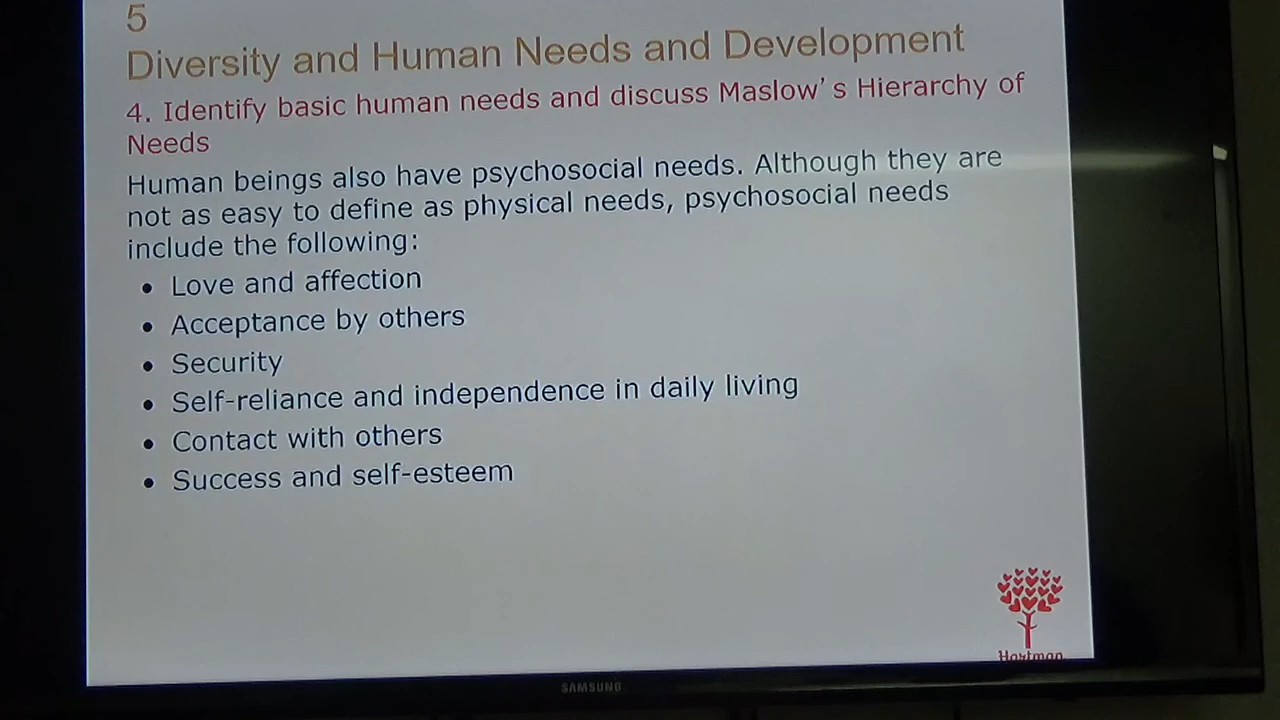 5
Diversity and Human Needs and Development
4. Identify basic human needs and discuss Maslow's Hierarchy of
Needs
Human beings also have psychosocial needs. Although they are
not as easy to define as physical needs, psychosocial needs
include the following:
• Love and affection
• Acceptance by others
• Security
• Self-reliance and independence in daily living
• Contact with others
• Success and self-esteem
Hartman
SAMSUNG